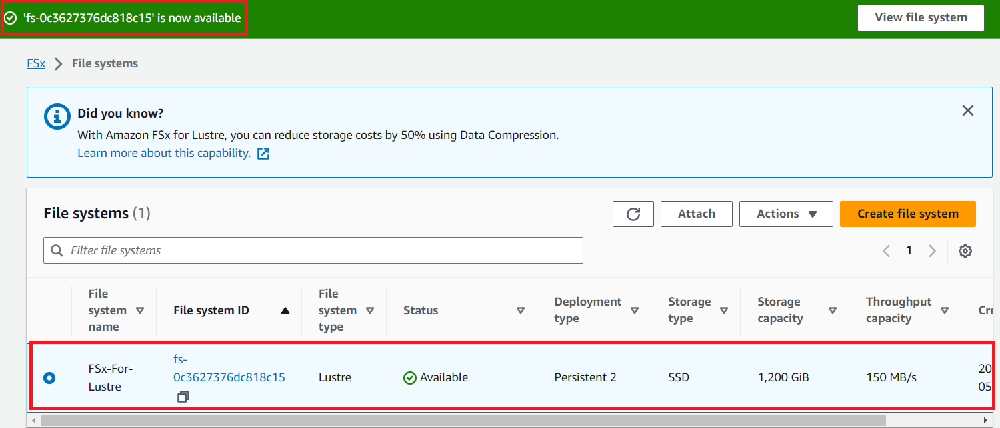 'fs-0c3627376dc818c15' is now available
View file system
FSx
File systems
Did you know?
With Amazon FSx for Lustre, you can reduce storage costs by 50% using Data Compression.
Learn more about this capability.
File systems (1)
Attach
Actions
Create file system
Filter file systems
1
File
system
name
File system ID
File
system
type
Status
Deployment
type
Storage
type
Storage
capacity
Throughput
capacity
Cre
FSx-For-
Lustre
fs-
0c3627376dc818c15
Lustre
Available
Persistent 2
SSD
1,200 GiB
150 MB/s
20
05